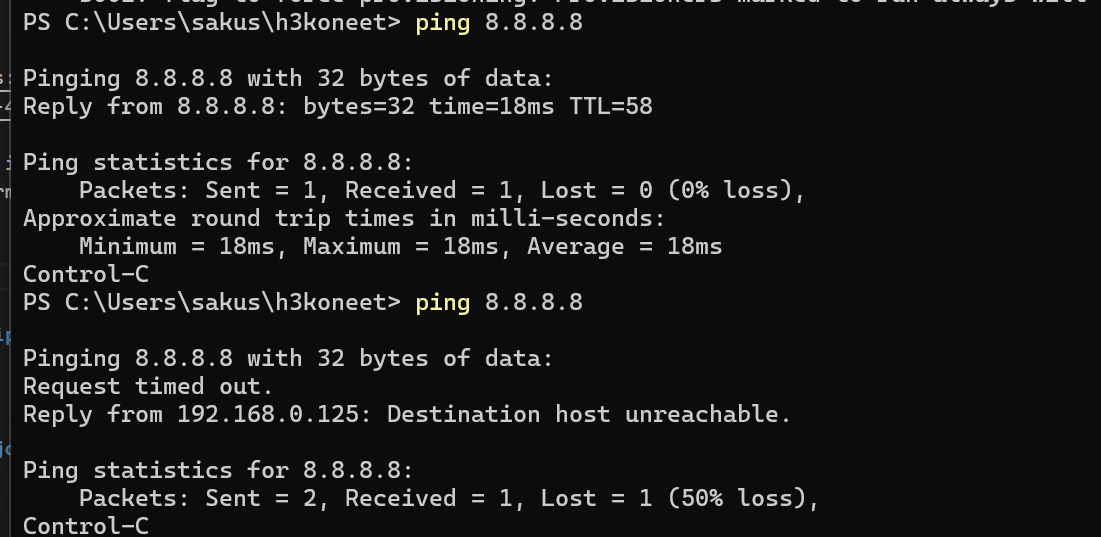 PS C:\Users\sakus\h3koneet> ping 8.8.8.8
Pinging 8.8.8.8 with 32 bytes of data:
Reply from 8.8.8.8: bytes=32 time=18ms TTL=58
Ping statistics for 8.8.8.8:
    Packets: Sent = 1, Received = 1, Lost = 0 (0% loss),
Approximate round trip times in milli-seconds:
    Minimum = 18ms, Maximum = 18ms, Average = 18ms
Control-C
PS C:\Users\sakus\h3koneet> ping 8.8.8.8
Pinging 8.8.8.8 with 32 bytes of data:
Request timed out.
Reply from 192.168.0.125: Destination host unreachable.
Ping statistics for 8.8.8.8:
    Packets: Sent = 2, Received = 1, Lost = 1 (50% loss),
Control-C